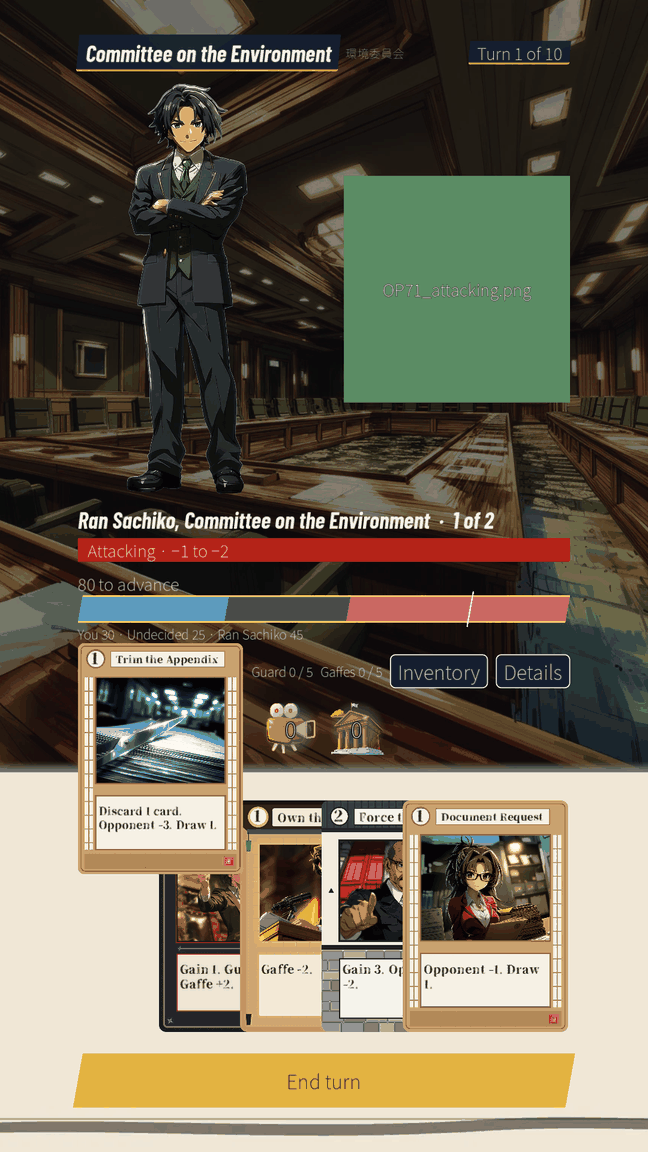 Committee on the Environment
環境委員会
Turn 1 of 10
OP71_attacking.png
Ran Sachiko, Committee on the Environment · 1 of 2
Attacking · −1 to −2
80 to advance
You 30 · Undecided 25 · Ran Sachiko 45
Guard 0 / 5 Gaffes 0 / 5
Inventory
Details
0
0
1 Trim the Appendix
Discard 1 card.
Opponent -3. Draw 1.
Gain 1. Gu
Gaffe +2.
1 Own th
Gaffe -2.
2 Force t
Gain 3. Op
-2.
1 Document Request
Opponent -1. Draw
1.
End turn